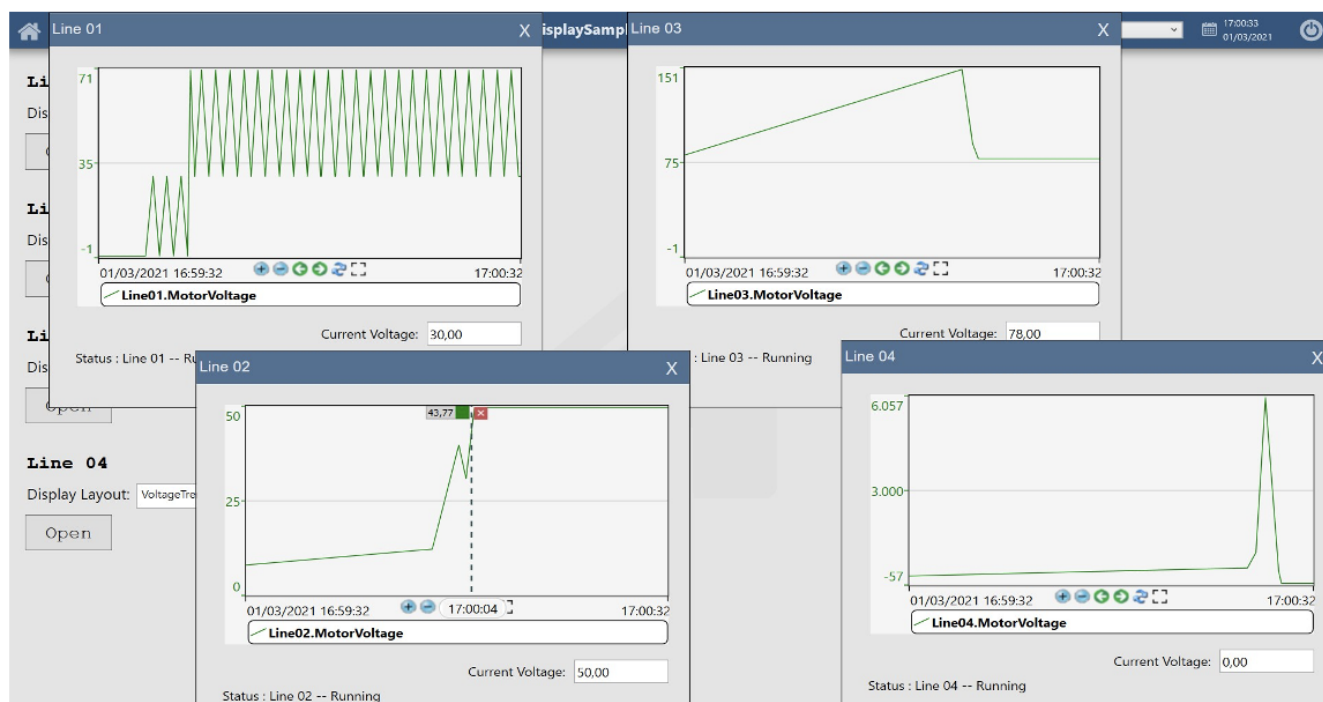 Line 01
X
isplaySampl
Line 03
X
17:00:33
01/03/2021
71
35
-1
01/03/2021 16:59:32
17:00:32
Line01.MotorVoltage
Current Voltage: 30,00
Status : Line 01 -- Ru
151
75
-1
01/03/2021 16:59:32
17:00:32
Line03.MotorVoltage
Current Voltage: 78,00
: Line 03 -- Running
Li
Dis
Li
Dis
Li
Dis
Open
Line 04
Display Layout: VoltageTre
Open
Line 02
X
43,77
50
25
0
01/03/2021 16:59:32
17:00:04
17:00:32
Line02.MotorVoltage
Current Voltage: 50,00
Status : Line 02 -- Running
Line 04
X
6.057
3.000
-57
01/03/2021 16:59:32
17:00:32
Line04.MotorVoltage
Current Voltage: 0,00
Status : Line 04 -- Running